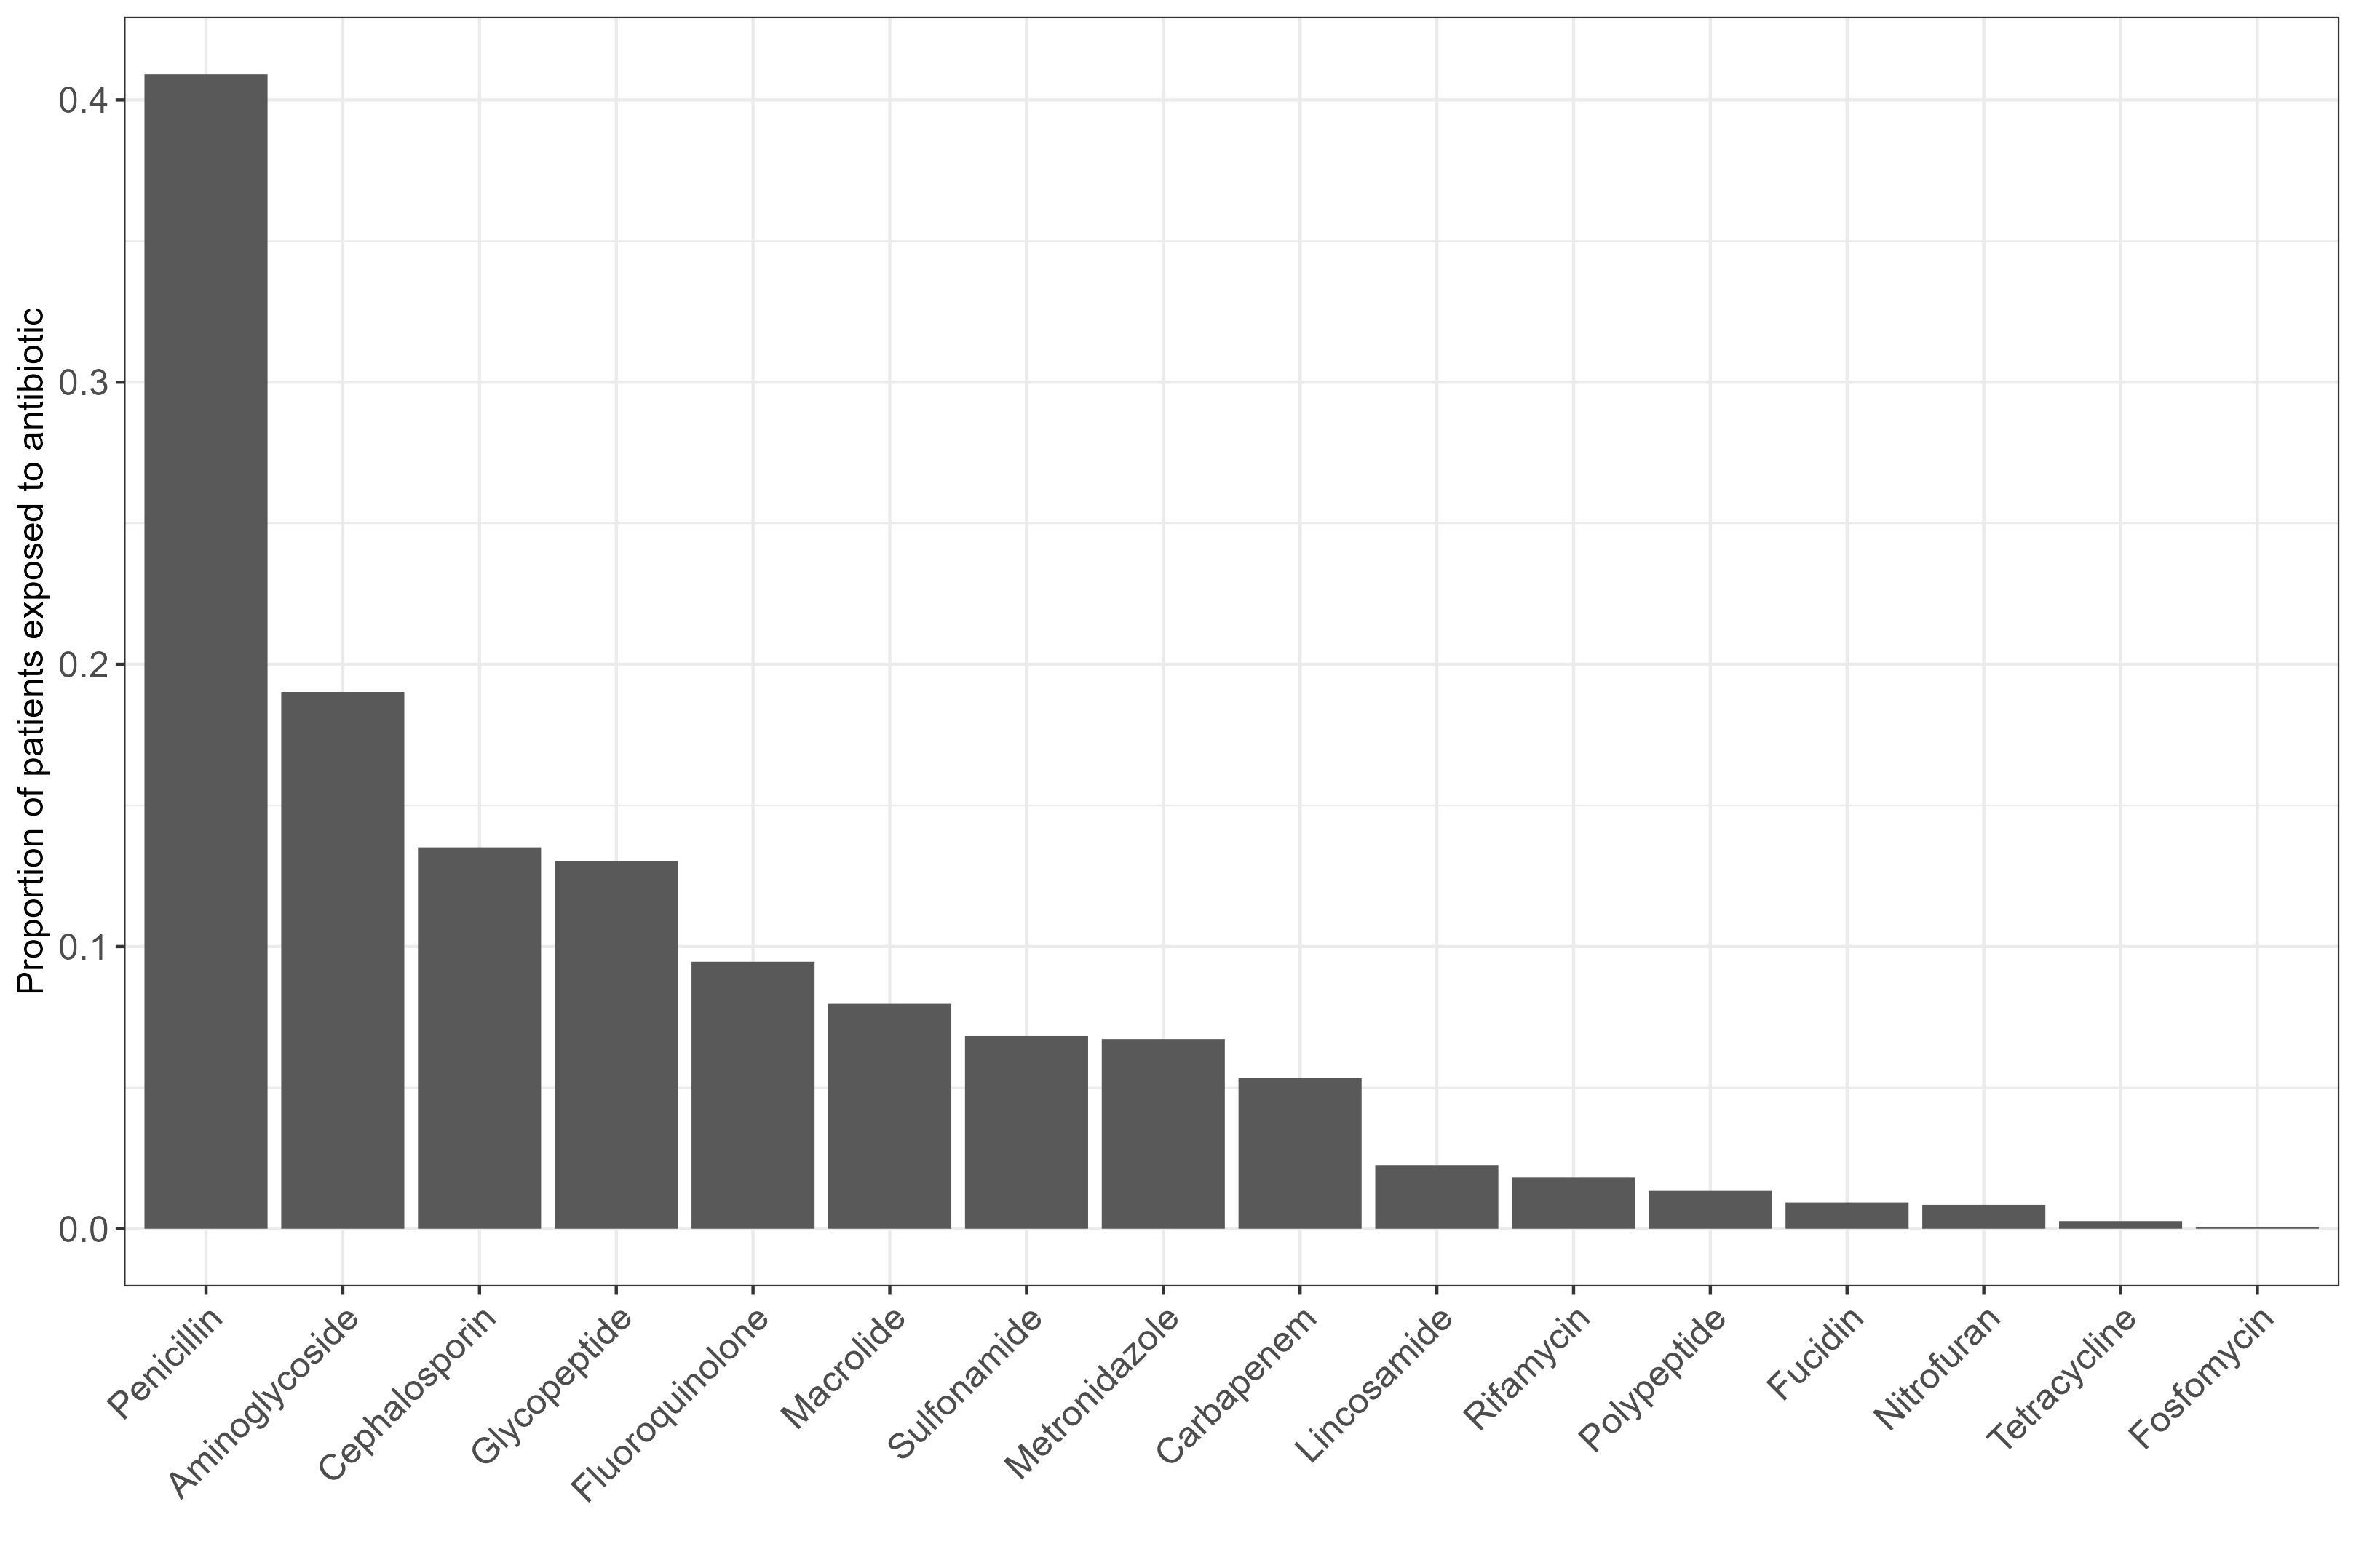 Proportion of patients exposed to antibiotic
0.4
0.3
0.2
0.1
0.0
Penicillin
Aminoglycoside
Cephalosporin
Glycopeptide
Fluoroquinolone
Macrolide
Sulfonamide
Metronidazole
Carbapenem
Lincosamide
Rifamycin
Polypeptide
Fucidin
Nitrofuran
Tetracycline
Fosfomycin